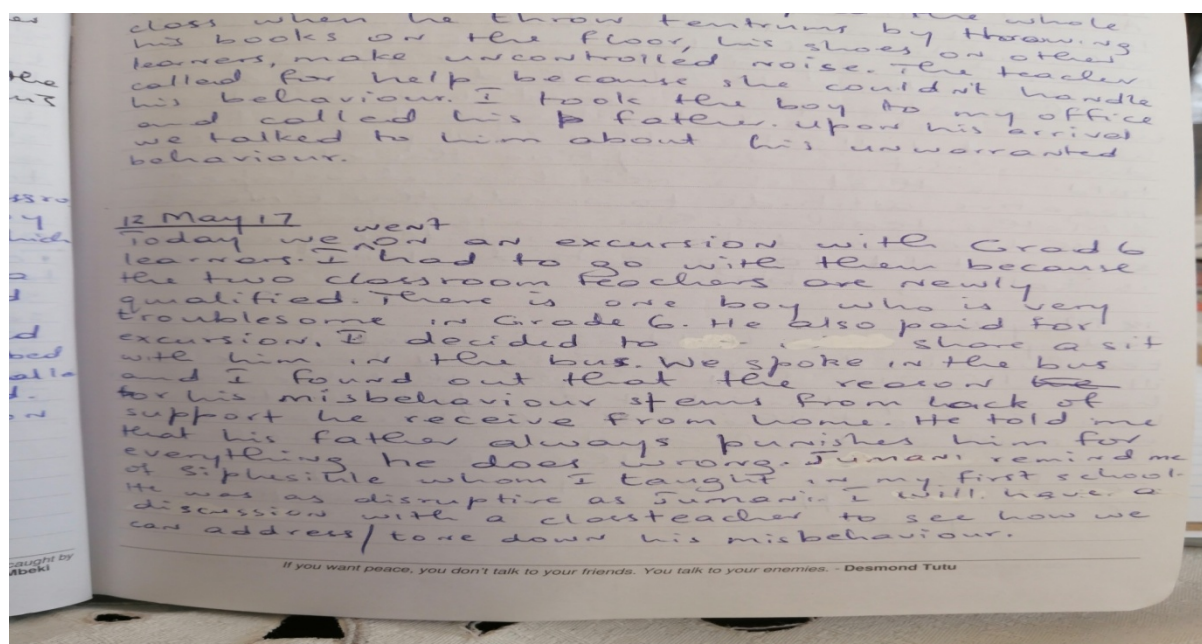 es
the
ssro
y
hich
d
bed
d.
on
caught by
Mbeki
the whole
class when he throw tentrums by throwing
his books on the floor, his shoes on other
learners, make uncontrolled noise. The teacher
called for help because she couldn't handle
his behaviour. I took the boy to my office
and called his father. Upon his arrival
we talked to him about his unwarranted
behaviour.
12 May 17
Today we went on an excursion with Grad 6
learners. I had to go with them because
the two classroom teachers are newly
qualified. There is one boy who is very
troublesome in Grade 6. He also paid for
excursion, I decided to share a sit
with him in the bus. We spoke in the bus
and I found out that the reason
for his misbehaviour stems from lack of
support he receive from home. He told me
that his father always punishes him for
everything he does wrong. Jumani remind me
of Siphesihle whom I taught in my first school.
He was as disruptive as Jumani. I will have a
discussion with a classteacher to see how we
can address/tone down his misbehaviour.
If you want peace, you don't talk to your friends. You talk to your enemies. - Desmond Tutu